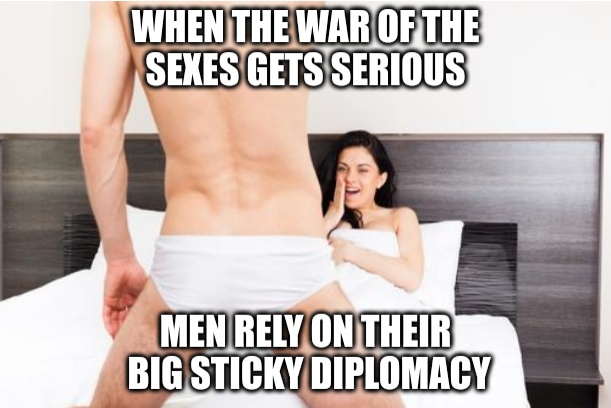 WHEN THE WAR OF THE
SEXES GETS SERIOUS
MEN RELY ON THEIR
BIG STICKY DIPLOMACY